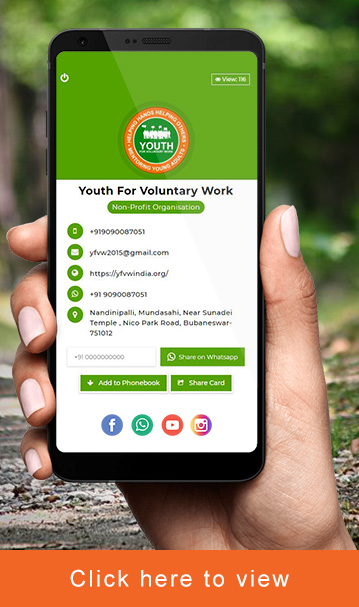 View: 116
HELPING HANDS HELPING OTHERS
YOUTH
FOR VOLUNTARY WORK
MENTORING YOUNG ADULTS
Youth For Voluntary Work
Non-Profit Organisation
+919090087051
yfvw2015@gmail.com
https://yfvwindia.org/
+91 9090087051
Nandinipalli, Mundasahi, Near Sunadei
Temple , Nico Park Road, Bubaneswar-
751012
+91 0000000000
Share on Whatsapp
Add to Phonebook
Share Card
Click here to view